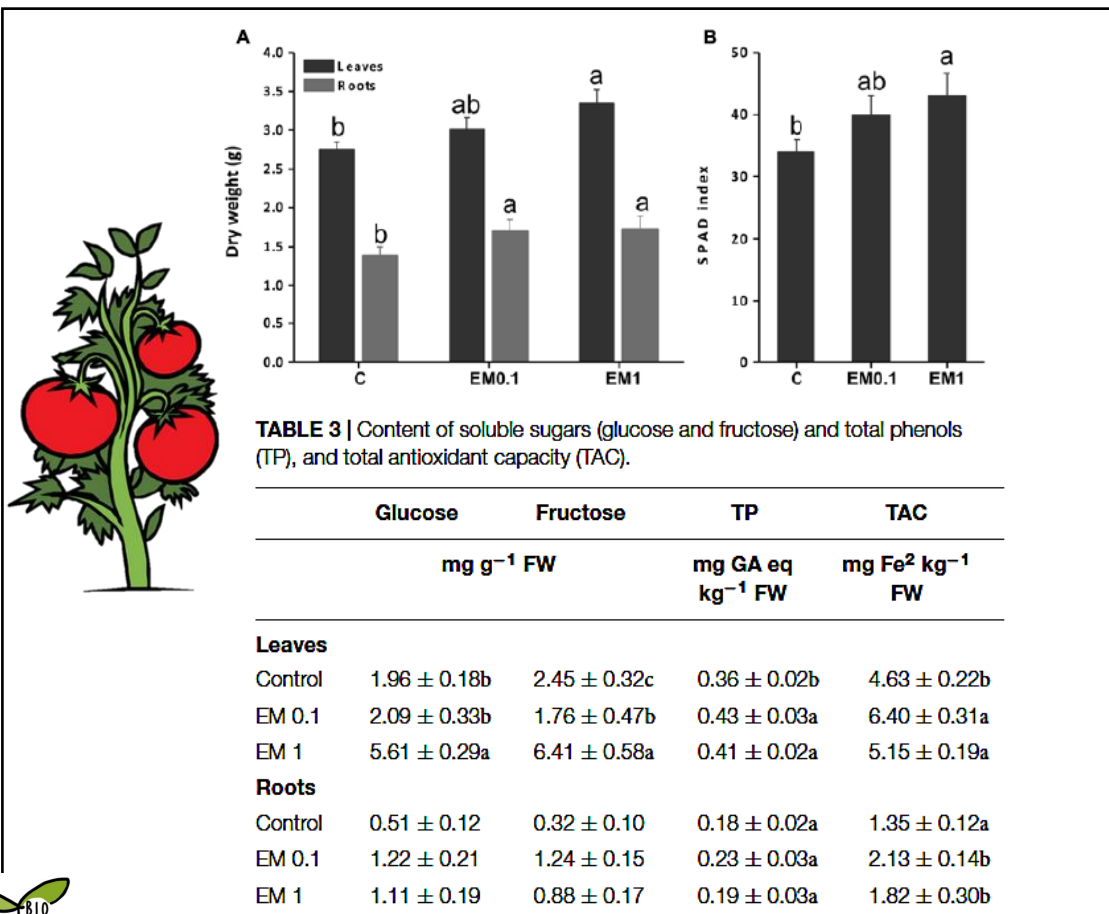 A
4.0
3.5
3.0
2.5
2.0
1.5
1.0
0.5
0.0
Dry weight (g)
Leaves
Roots
b
b
ab
a
a
a
C
EM0.1
EM1
B
50
40
30
20
10
0
SPAD index
b
ab
a
C
EM0.1
EM1
TABLE 3 | Content of soluble sugars (glucose and fructose) and total phenols
(TP), and total antioxidant capacity (TAC).
Glucose Fructose TP TAC
mg g−1 FW mg GA eq mg Fe2 kg−1
kg−1 FW FW
Leaves
Control 1.96 ± 0.18b 2.45 ± 0.32c 0.36 ± 0.02b 4.63 ± 0.22b
EM 0.1 2.09 ± 0.33b 1.76 ± 0.47b 0.43 ± 0.03a 6.40 ± 0.31a
EM 1 5.61 ± 0.29a 6.41 ± 0.58a 0.41 ± 0.02a 5.15 ± 0.19a
Roots
Control 0.51 ± 0.12 0.32 ± 0.10 0.18 ± 0.02a 1.35 ± 0.12a
EM 0.1 1.22 ± 0.21 1.24 ± 0.15 0.23 ± 0.03a 2.13 ± 0.14b
EM 1 1.11 ± 0.19 0.88 ± 0.17 0.19 ± 0.03a 1.82 ± 0.30b
BIO